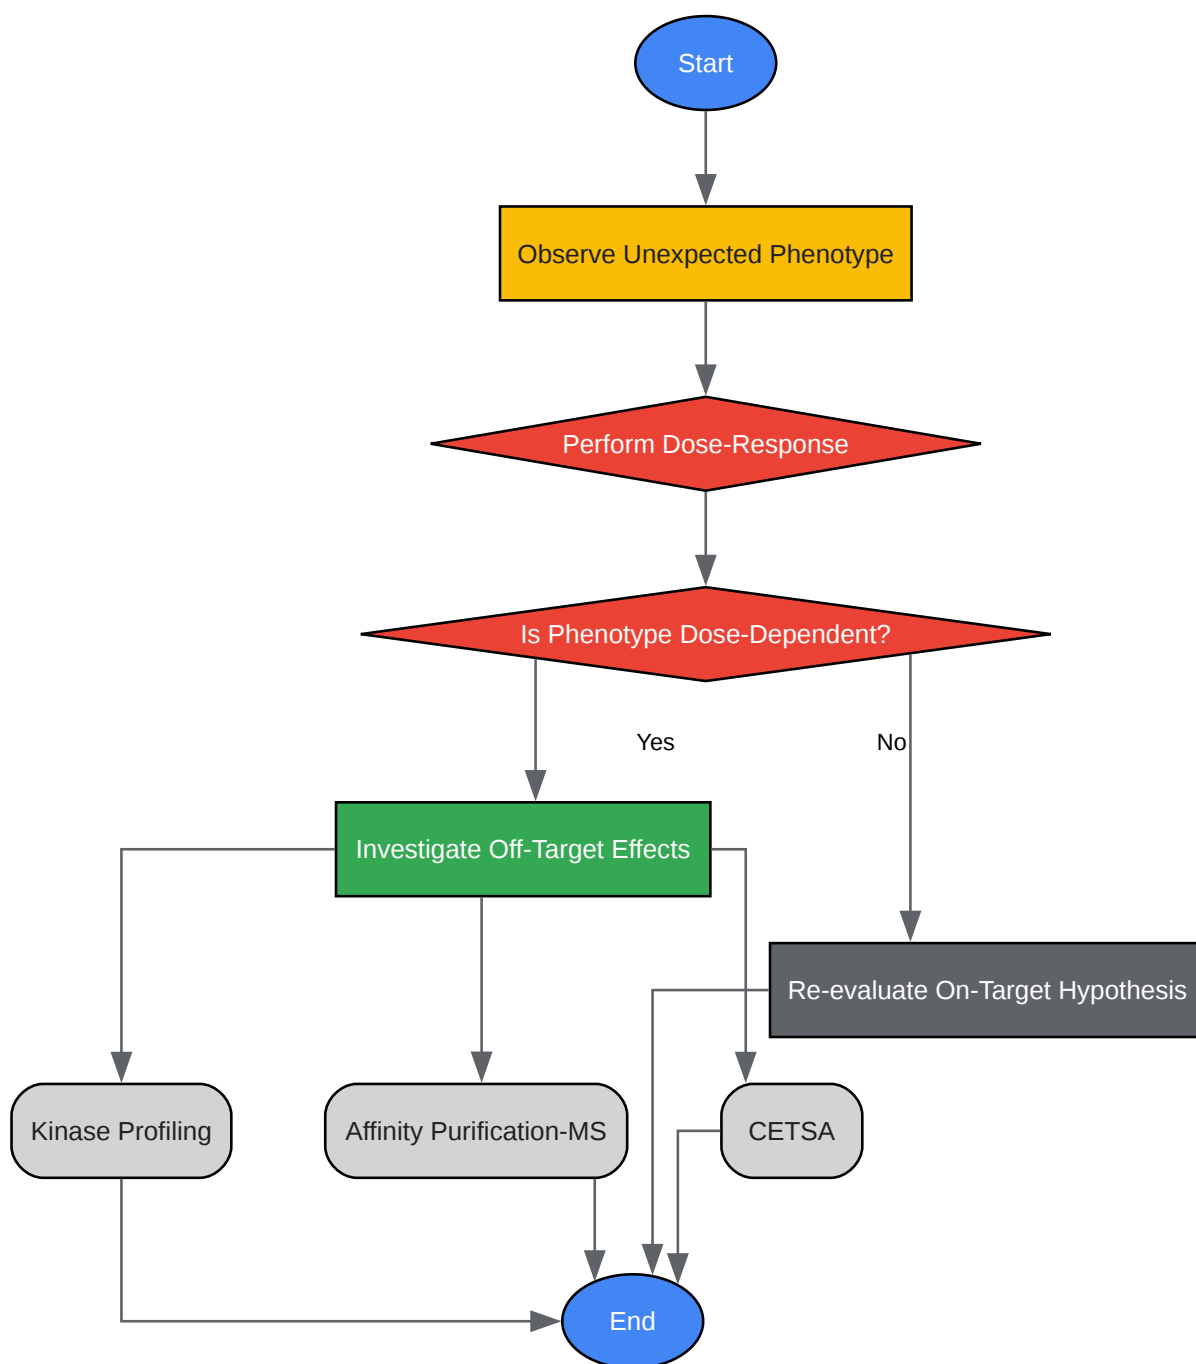 Start
Observe Unexpected Phenotype
Perform Dose-Response
Is Phenotype Dose-Dependent?
Yes
No
Investigate Off-Target Effects
Re-evaluate On-Target Hypothesis
Kinase Profiling
Affinity Purification-MS
CETSA
End